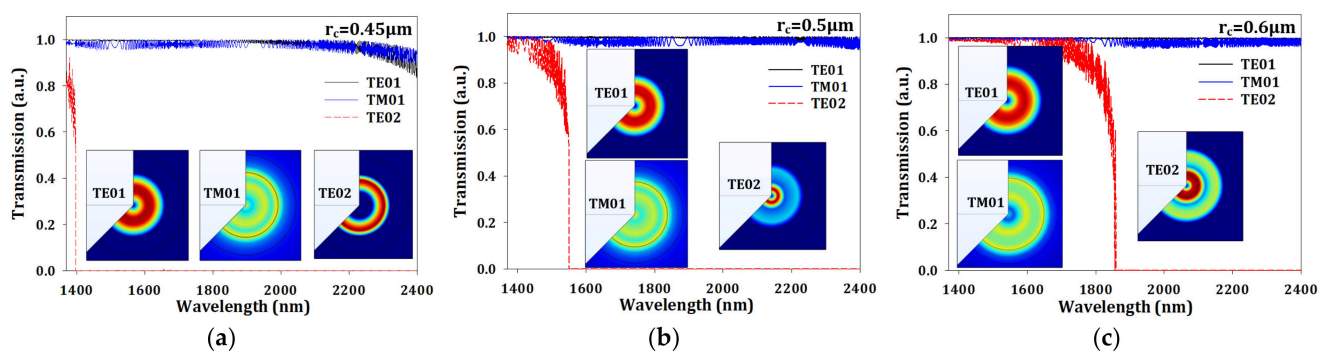 r_c=0.45μm
Transmission (a.u.)
1.0
0.8
0.6
0.4
0.2
0.0
TE01
TM01
TE02
TE01
TM01
TE02
1400 1600 1800 2000 2200 2400
Wavelength (nm)
(a)
r_c=0.5μm
Transmission (a.u.)
1.0
0.8
0.6
0.4
0.2
0.0
TE01
TM01
TE02
TE01
TE02
TM01
1400 1600 1800 2000 2200 2400
Wavelength (nm)
(b)
r_c=0.6μm
Transmission (a.u.)
1.0
0.8
0.6
0.4
0.2
0.0
TE01
TM01
TE02
TE01
TE02
TM01
1400 1600 1800 2000 2200 2400
Wavelength (nm)
(c)